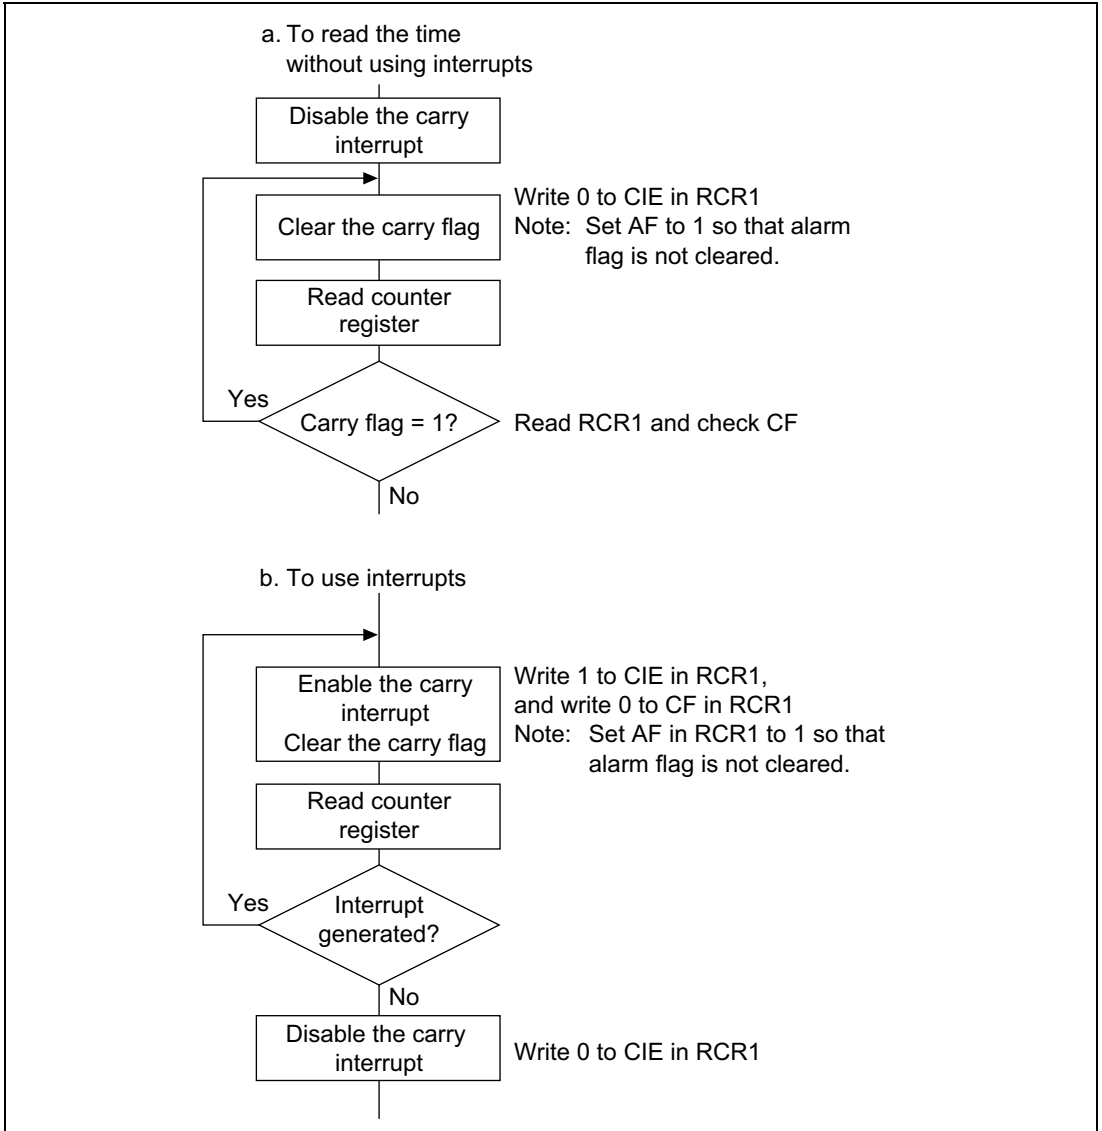 a. To read the time
without using interrupts
Disable the carry
interrupt
Clear the carry flag
Write 0 to CIE in RCR1
Note: Set AF to 1 so that alarm
flag is not cleared.
Read counter
register
Yes
Carry flag = 1?
Read RCR1 and check CF
No
b. To use interrupts
Enable the carry
interrupt
Clear the carry flag
Write 1 to CIE in RCR1,
and write 0 to CF in RCR1
Note: Set AF in RCR1 to 1 so that
alarm flag is not cleared.
Read counter
register
Yes
Interrupt
generated?
No
Disable the carry
interrupt
Write 0 to CIE in RCR1